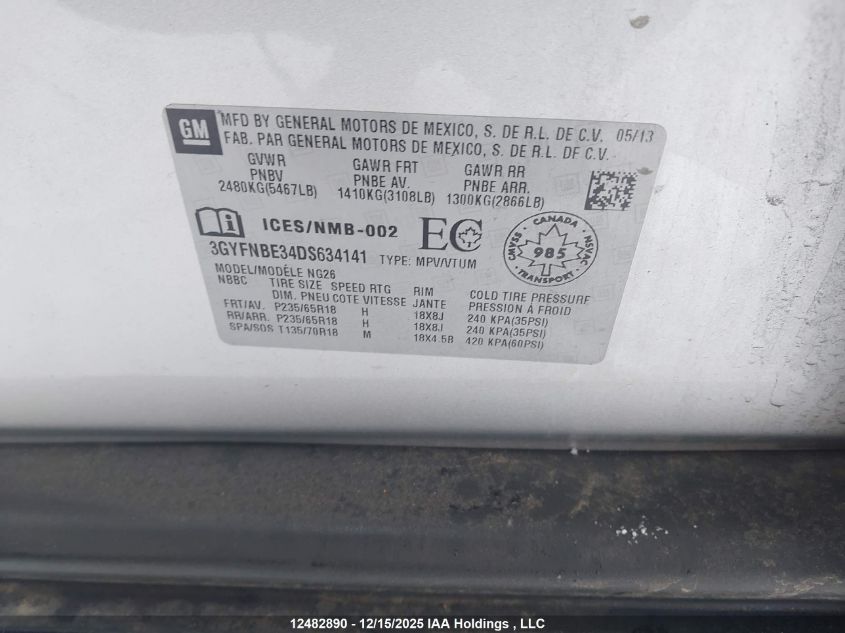 GM
MFD BY GENERAL MOTORS DE MEXICO, S. DE R.L. DE C.V. 05/13
FAB. PAR GENERAL MOTORS DE MEXICO, S. DE R.L. DE C.V.
GVWR GAWR FRT GAWR RR
PNBV PNBE AV. PNBE ARR.
2480KG(5467LB) 1410KG(3108LB) 1300KG(2866LB)
i ICES/NMB-002 EC
CANADA
SVMAC 985 NSVAC
TRANSPORT
3GYFNBE34DS634141 TYPE: MPV/VTUM
MODEL/MODÈLE NG26
NBBC TIRE SIZE SPEED RTG RIM COLD TIRE PRESSURE
DIM. PNEU COTE VITESSE JANTE PRESSION À FROID
FRT/AV. P235/65R18 H 18X8J 240 KPA(35PSI)
RR/ARR. P235/65R18 H 18X8J 240 KPA(35PSI)
SPA/SOS T135/70R18 M 18X4.5B 420 KPA(60PSI)
12482890 - 12/15/2025 IAA Holdings , LLC